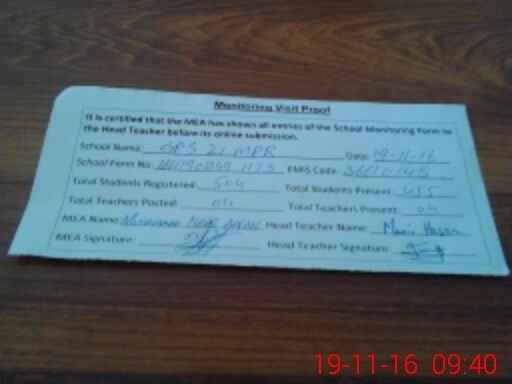 Monitoring Visit Proof
It is certified that the MEA has shown all entries of the School Monitoring Form to
the Head Teacher before its online submission.
School Name: GPS 21 MPR Date: 19-11-16
School Form No: EMIS Code:
Total Students Registered: 504 Total Students Present: 455
Total Teachers Posted: 04 Total Teachers Present: 04
MEA Name: Head Teacher Name:
MEA Signature: Head Teacher Signature:
19-11-16 09:40